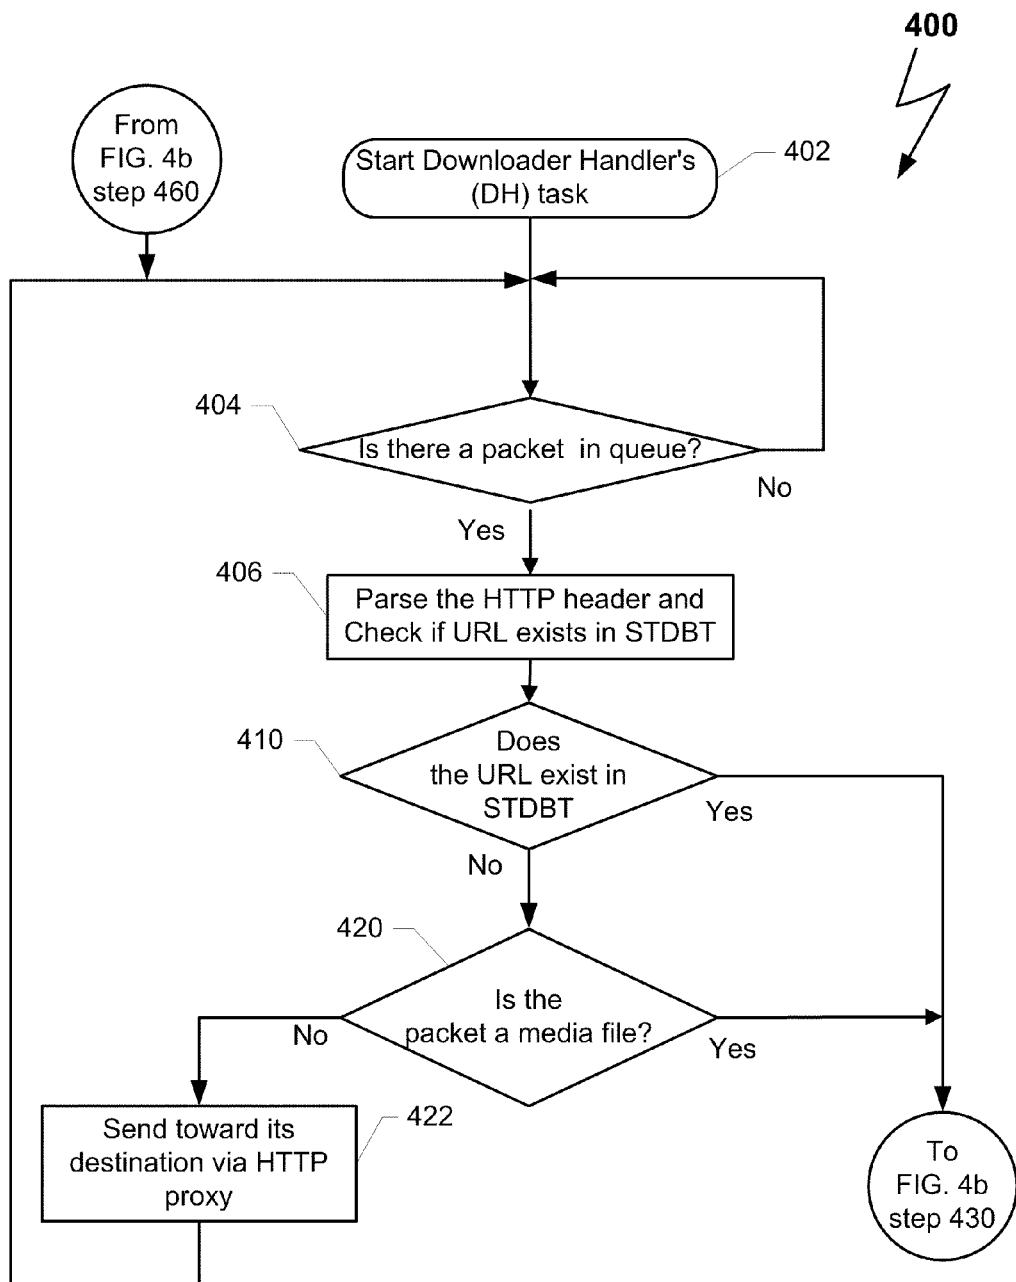 400
From
FIG. 4b
step 460
Start Downloader Handler's
(DH) task
402
404
Is there a packet in queue?
No
Yes
406
Parse the HTTP header and
Check if URL exists in STDBT
410
Does
the URL exist in
STDBT
Yes
No
420
Is the
packet a media file?
No
Yes
Send toward its
destination via HTTP
proxy
422
To
FIG. 4b
step 430